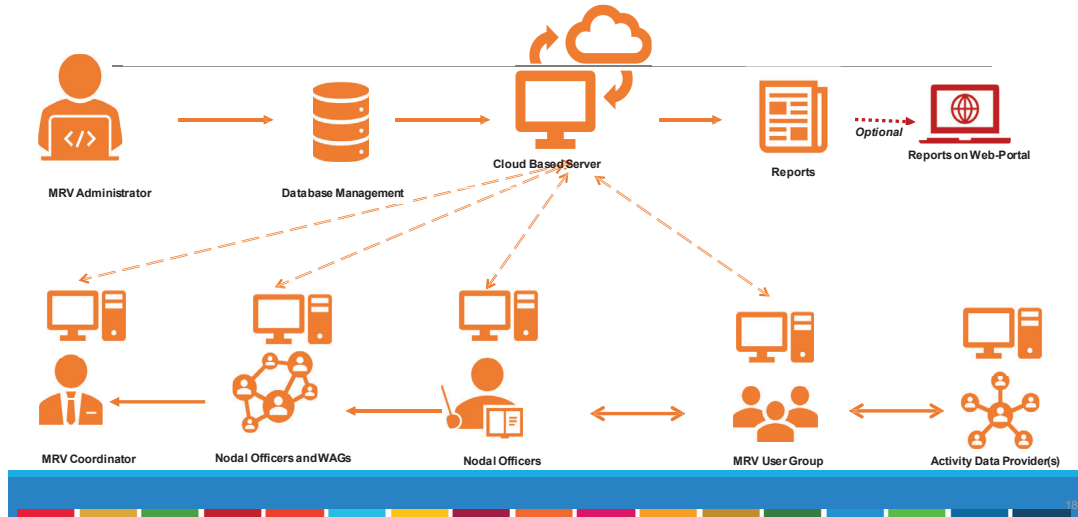 </>
Cloud Based Server
Optional
Reports on Web-Portal
Reports
MRV Administrator
Database Management
MRV Coordinator
Nodal Officers and WAGs
Nodal Officers
MRV User Group
Activity Data Provider(s)
18